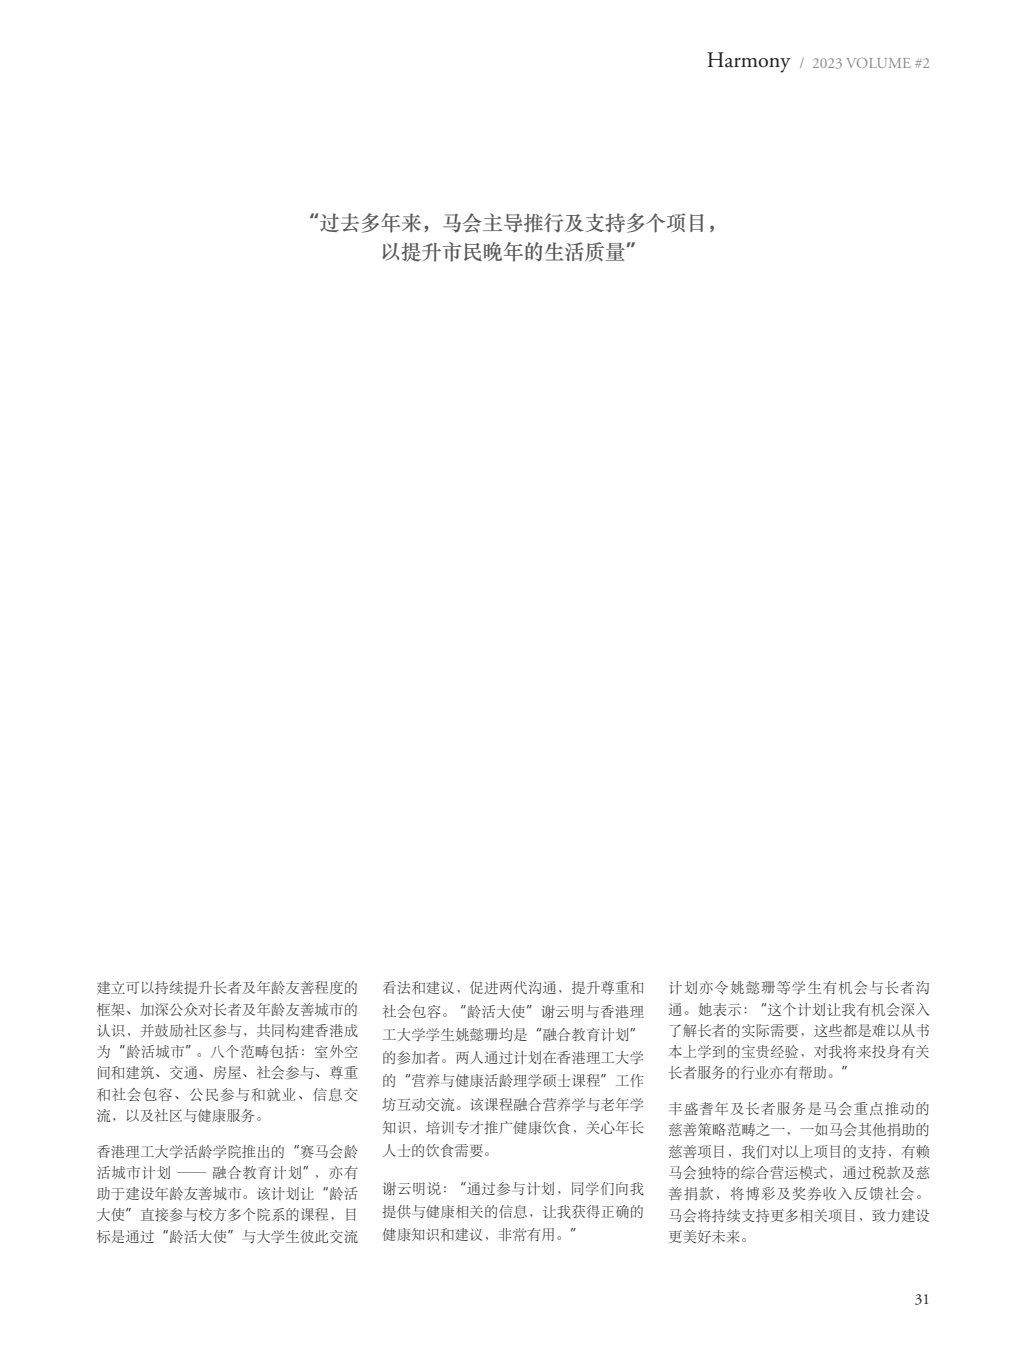 Harmony / 2023 VOLUME #2
“过去多年来，马会主导推行及支持多个项目，
以提升市民晚年的生活质量”
建立可以持续提升长者及年龄友善程度的
框架、加深公众对长者及年龄友善城市的
认识，并鼓励社区参与，共同构建香港成
为“龄活城市”。八个范畴包括：室外空
间和建筑、交通、房屋、社会参与、尊重
和社会包容、公民参与和就业、信息交
流，以及社区与健康服务。
香港理工大学活龄学院推出的“赛马会龄
活城市计划 —— 融合教育计划”，亦有
助于建设年龄友善城市。该计划让“龄活
大使”直接参与校方多个院系的课程，目
标是通过“龄活大使”与大学生彼此交流
看法和建议，促进两代沟通，提升尊重和
社会包容。“龄活大使”谢云明与香港理
工大学学生姚懿珊均是“融合教育计划”
的参加者。两人通过计划在香港理工大学
的“营养与健康活龄理学硕士课程”工作
坊互动交流。该课程融合营养学与老年学
知识，培训专才推广健康饮食，关心年长
人士的饮食需要。
谢云明说：“通过参与计划，同学们向我
提供与健康相关的信息，让我获得正确的
健康知识和建议，非常有用。”
计划亦令姚懿珊等学生有机会与长者沟
通。她表示：“这个计划让我有机会深入
了解长者的实际需要，这些都是难以从书
本上学到的宝贵经验，对我将来投身有关
长者服务的行业亦有帮助。”
丰盛耆年及长者服务是马会重点推动的
慈善策略范畴之一，一如马会其他捐助的
慈善项目，我们对以上项目的支持，有赖
马会独特的综合营运模式，通过税款及慈
善捐款，将博彩及奖券收入反馈社会。
马会将持续支持更多相关项目，致力建设
更美好未来。
31